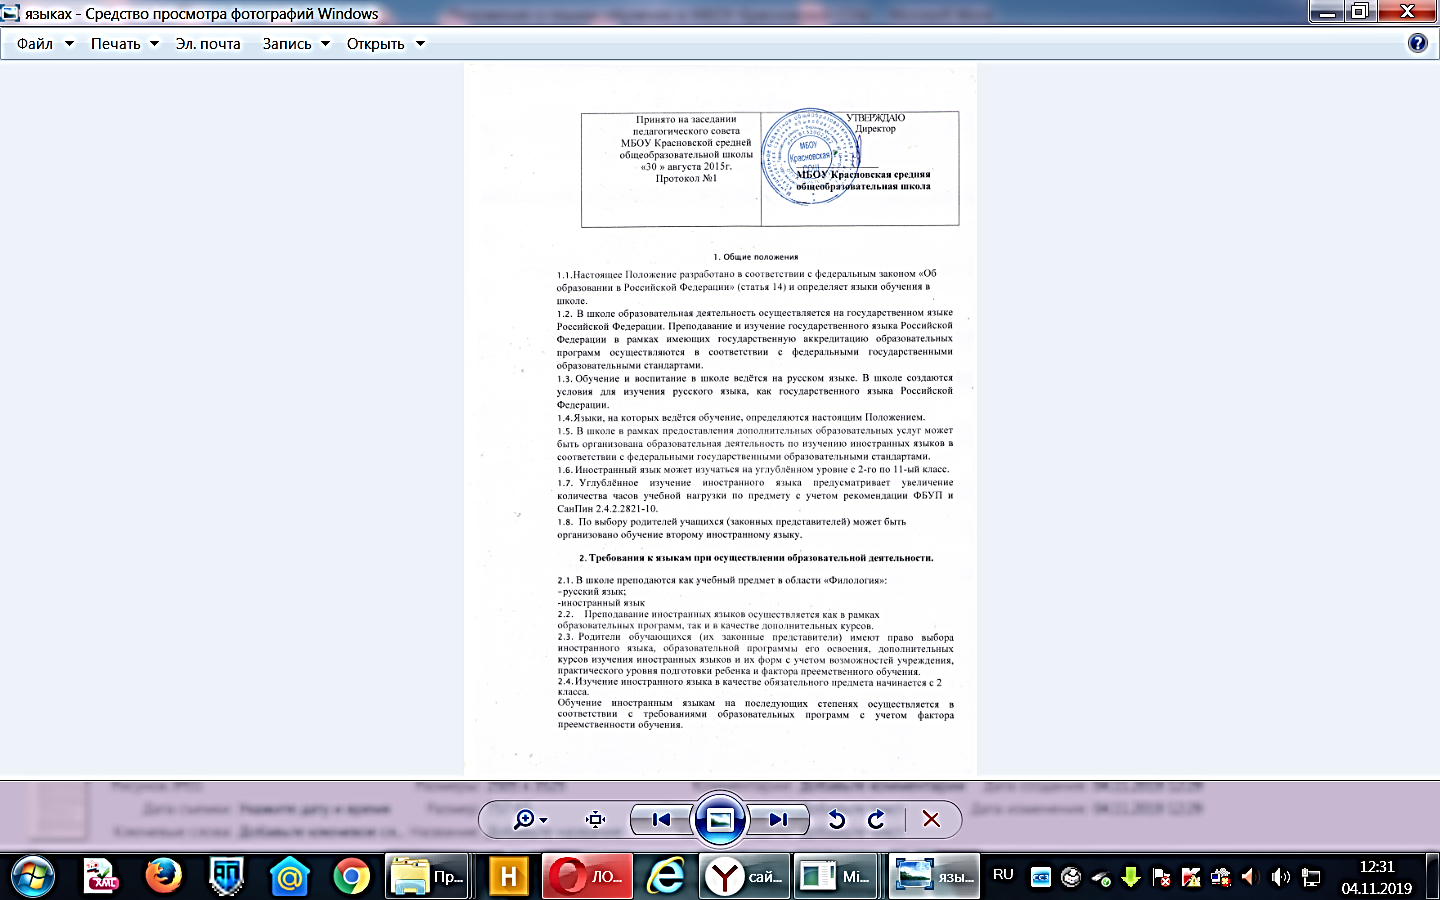 языках - Средство просмотра фотографий Windows
Файл Печать Эл. почта Запись Открыть
Принято на заседании
педагогического совета
МБОУ Красновской средней
общеобразовательной школы
«30 » августа 2015г.
Протокол №1
УТВЕРЖДАЮ
Директор
МБОУ
Красновская
СОШ
МБОУ Красновская средняя
общеобразовательная школа
1. Общие положения
1.1.Настоящее Положение разработано в соответствии с федеральным законом «Об
образовании в Российской Федерации» (статья 14) и определяет языки обучения в
школе.
1.2. В школе образовательная деятельность осуществляется на государственном языке
Российской Федерации. Преподавание и изучение государственного языка Российской
Федерации в рамках имеющих государственную аккредитацию образовательных
программ осуществляются в соответствии с федеральными государственными
образовательными стандартами.
1.3. Обучение и воспитание в школе ведётся на русском языке. В школе создаются
условия для изучения русского языка, как государственного языка Российской
Федерации.
1.4.Языки, на которых ведётся обучение, определяются настоящим Положением.
1.5. В школе в рамках предоставления дополнительных образовательных услуг может
быть организована образовательная деятельность по изучению иностранных языков в
соответствии с федеральными государственными образовательными стандартами.
1.6. Иностранный язык может изучаться на углублённом уровне с 2-го по 11-ый класс.
1.7. Углублённое изучение иностранного языка предусматривает увеличение
количества часов учебной нагрузки по предмету с учетом рекомендации ФБУП и
СанПин 2.4.2.2821-10.
1.8. По выбору родителей учащихся (законных представителей) может быть
организовано обучение второму иностранному языку.
2. Требования к языкам при осуществлении образовательной деятельности.
2.1. В школе преподаются как учебный предмет в области «Филология»:
-русский язык;
-иностранный язык
2.2. Преподавание иностранных языков осуществляется как в рамках
образовательных программ, так и в качестве дополнительных курсов.
2.3. Родители обучающихся (их законные представители) имеют право выбора
иностранного языка, образовательной программы его освоения, дополнительных
курсов изучения иностранных языков и их форм с учетом возможностей учреждения,
практического уровня подготовки ребенка и фактора преемственного обучения.
2.4.Изучение иностранного языка в качестве обязательного предмета начинается с 2
класса.
Обучение иностранным языкам на последующих степенях осуществляется в
соответствии с требованиями образовательных программ с учетом фактора
преемственности обучения.
Дата съемки: Укажите дату и время
Пр...
ЛО...
сай...
Mi...
язы...
RU
12:31
04.11.2019